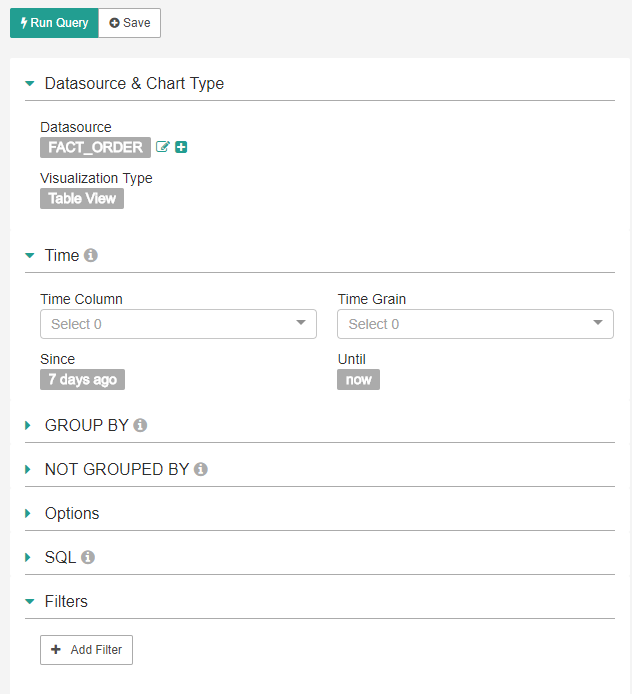 Run Query Save
Datasource & Chart Type
Datasource
FACT_ORDER
Visualization Type
Table View
Time
Time Column Time Grain
Select 0 Select 0
Since Until
7 days ago now
GROUP BY
NOT GROUPED BY
Options
SQL
Filters
Add Filter